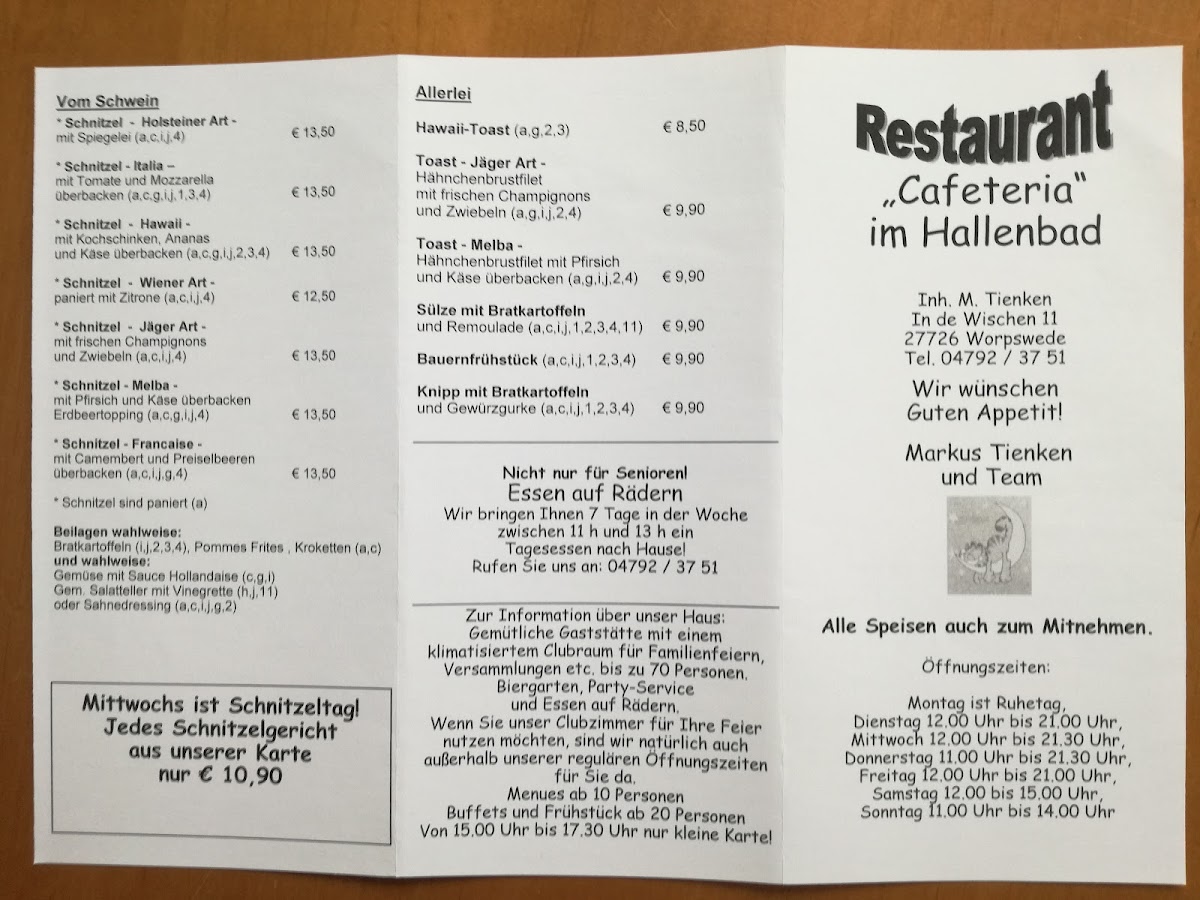 Vom Schwein
* Schnitzel - Holsteiner Art -
mit Spiegelei (a,c,i,j,4) € 13,50
* Schnitzel - Italia –
mit Tomate und Mozzarella
überbacken (a,c,g,i,j,1,3,4) € 13,50
* Schnitzel - Hawaii -
mit Kochschinken, Ananas
und Käse überbacken (a,c,g,i,j,2,3,4) € 13,50
* Schnitzel - Wiener Art -
paniert mit Zitrone (a,c,i,j,4) € 12,50
* Schnitzel - Jäger Art -
mit frischen Champignons
und Zwiebeln (a,c,i,j,4) € 13,50
* Schnitzel - Melba -
mit Pfirsich und Käse überbacken
Erdbeertopping (a,c,g,i,j,4) € 13,50
* Schnitzel - Francaise -
mit Camembert und Preiselbeeren
überbacken (a,c,i,j,g,4) € 13,50
* Schnitzel sind paniert (a)
Beilagen wahlweise:
Bratkartoffeln (i,j,2,3,4), Pommes Frites , Kroketten (a,c)
und wahlweise:
Gemüse mit Sauce Hollandaise (c,g,i)
Gem. Salatteller mit Vinegrette (h,j,11)
oder Sahnedressing (a,c,i,j,g,2)
Mittwochs ist Schnitzeltag!
Jedes Schnitzelgericht
aus unserer Karte
nur € 10,90
Allerlei
Hawaii-Toast (a,g,2,3) € 8,50
Toast - Jäger Art -
Hähnchenbrustfilet
mit frischen Champignons
und Zwiebeln (a,g,i,j,2,4) € 9,90
Toast - Melba -
Hähnchenbrustfilet mit Pfirsich
und Käse überbacken (a,g,i,j,2,4) € 9,90
Sülze mit Bratkartoffeln
und Remoulade (a,c,i,j,1,2,3,4,11) € 9,90
Bauernfrühstück (a,c,i,j,1,2,3,4) € 9,90
Knipp mit Bratkartoffeln
und Gewürzgurke (a,c,i,j,1,2,3,4) € 9,90
Nicht nur für Senioren!
Essen auf Rädern
Wir bringen Ihnen 7 Tage in der Woche
zwischen 11 h und 13 h ein
Tagesessen nach Hause!
Rufen Sie uns an: 04792 / 37 51
Zur Information über unser Haus:
Gemütliche Gaststätte mit einem
klimatisiertem Clubraum für Familienfeiern,
Versammlungen etc. bis zu 70 Personen.
Biergarten, Party-Service
und Essen auf Rädern.
Wenn Sie unser Clubzimmer für Ihre Feier
nutzen möchten, sind wir natürlich auch
außerhalb unserer regulären Öffnungszeiten
für Sie da.
Menues ab 10 Personen
Buffets und Frühstück ab 20 Personen
Von 15.00 Uhr bis 17.30 Uhr nur kleine Karte!
Restaurant
„Cafeteria“
im Hallenbad
Inh. M. Tienken
In de Wischen 11
27726 Worpswede
Tel. 04792 / 37 51
Wir wünschen
Guten Appetit!
Markus Tienken
und Team
Alle Speisen auch zum Mitnehmen.
Öffnungszeiten:
Montag ist Ruhetag,
Dienstag 12.00 Uhr bis 21.00 Uhr,
Mittwoch 12.00 Uhr bis 21.30 Uhr,
Donnerstag 11.00 Uhr bis 21.30 Uhr,
Freitag 12.00 Uhr bis 21.00 Uhr,
Samstag 12.00 bis 15.00 Uhr,
Sonntag 11.00 Uhr bis 14.00 Uhr